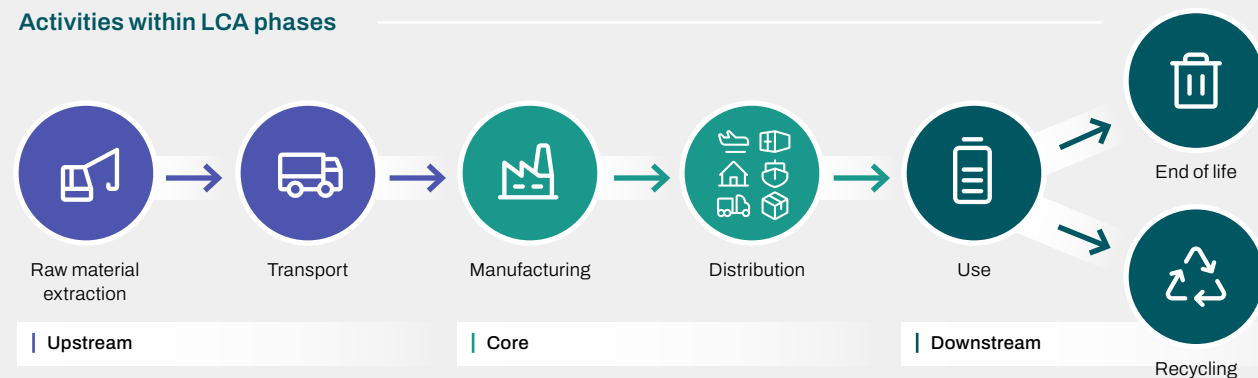 Activities within LCA phases
Raw material
extraction
Transport
Manufacturing
Distribution
Use
End of life
Recycling
Upstream
Core
Downstream